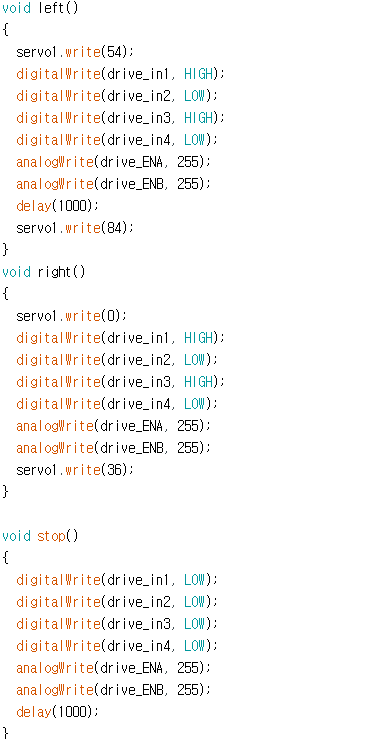 void left()
{
  servo1.write(54);
  digitalWrite(drive_in1, HIGH);
  digitalWrite(drive_in2, LOW);
  digitalWrite(drive_in3, HIGH);
  digitalWrite(drive_in4, LOW);
  analogWrite(drive_ENA, 255);
  analogWrite(drive_ENB, 255);
  delay(1000);
  servo1.write(84);
}
void right()
{
  servo1.write(0);
  digitalWrite(drive_in1, HIGH);
  digitalWrite(drive_in2, LOW);
  digitalWrite(drive_in3, HIGH);
  digitalWrite(drive_in4, LOW);
  analogWrite(drive_ENA, 255);
  analogWrite(drive_ENB, 255);
  servo1.write(36);
}

void stop()
{
  digitalWrite(drive_in1, LOW);
  digitalWrite(drive_in2, LOW);
  digitalWrite(drive_in3, LOW);
  digitalWrite(drive_in4, LOW);
  analogWrite(drive_ENA, 255);
  analogWrite(drive_ENB, 255);
  delay(1000);
}